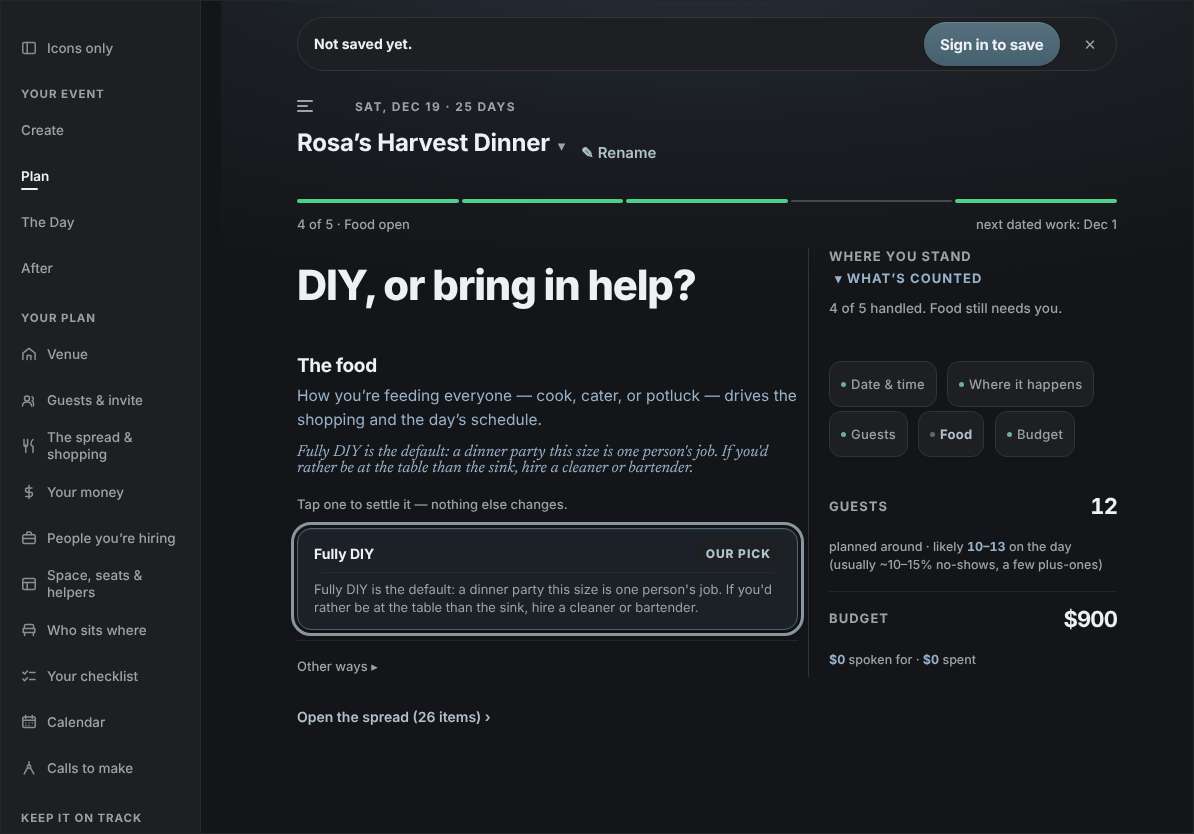 Icons only
YOUR EVENT
Create
Plan
The Day
After
YOUR PLAN
Venue
Guests & invite
The spread &
shopping
Your money
People you’re hiring
Space, seats &
helpers
Who sits where
Your checklist
Calendar
Calls to make
KEEP IT ON TRACK
Not saved yet.
Sign in to save
×
SAT, DEC 19 · 25 DAYS
Rosa’s Harvest Dinner ▾
✎ Rename
4 of 5 · Food open
next dated work: Dec 1
DIY, or bring in help?
The food
How you’re feeding everyone — cook, cater, or potluck — drives the
shopping and the day’s schedule.
Fully DIY is the default: a dinner party this size is one person's job. If you'd
rather be at the table than the sink, hire a cleaner or bartender.
Tap one to settle it — nothing else changes.
Fully DIY
OUR PICK
Fully DIY is the default: a dinner party this size is one person's job. If you'd
rather be at the table than the sink, hire a cleaner or bartender.
Other ways ▸
Open the spread (26 items) ›
WHERE YOU STAND
▾ WHAT’S COUNTED
4 of 5 handled. Food still needs you.
• Date & time
• Where it happens
• Guests
• Food
• Budget
GUESTS
12
planned around · likely 10–13 on the day
(usually ~10–15% no-shows, a few plus-ones)
BUDGET
$900
$0 spoken for · $0 spent